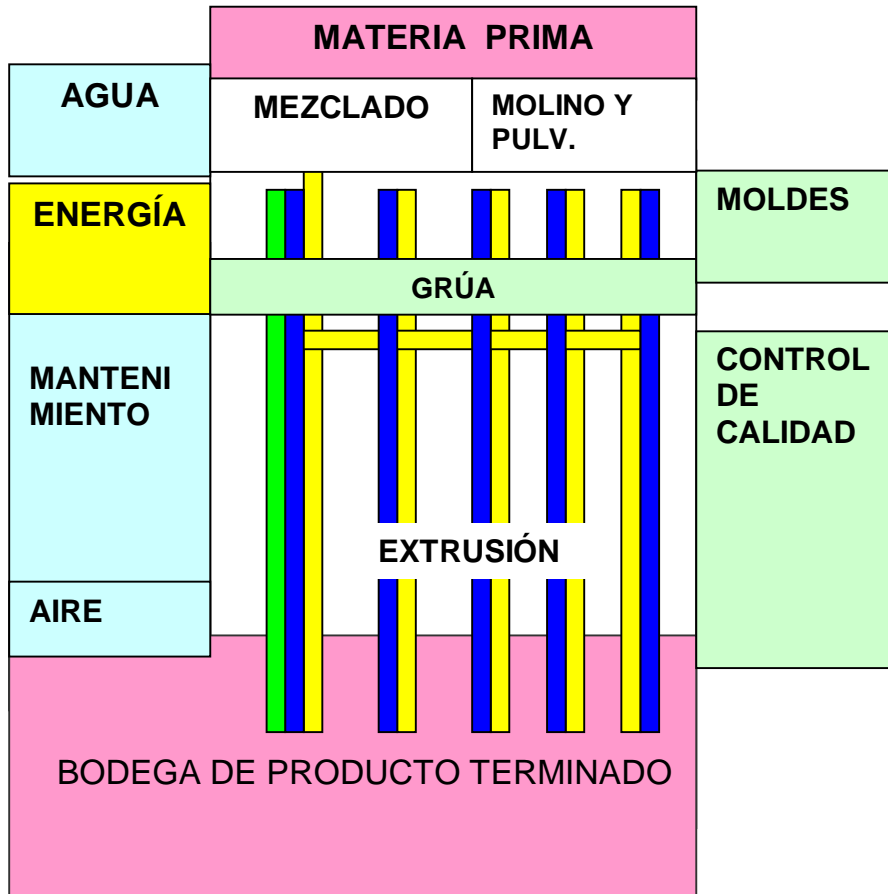 MATERIA PRIMA
AGUA
MEZCLADO
MOLINO Y
PULV.
ENERGÍA
MOLDES
GRÚA
MANTENI
MIENTO
CONTROL
DE
CALIDAD
EXTRUSIÓN
AIRE
BODEGA DE PRODUCTO TERMINADO